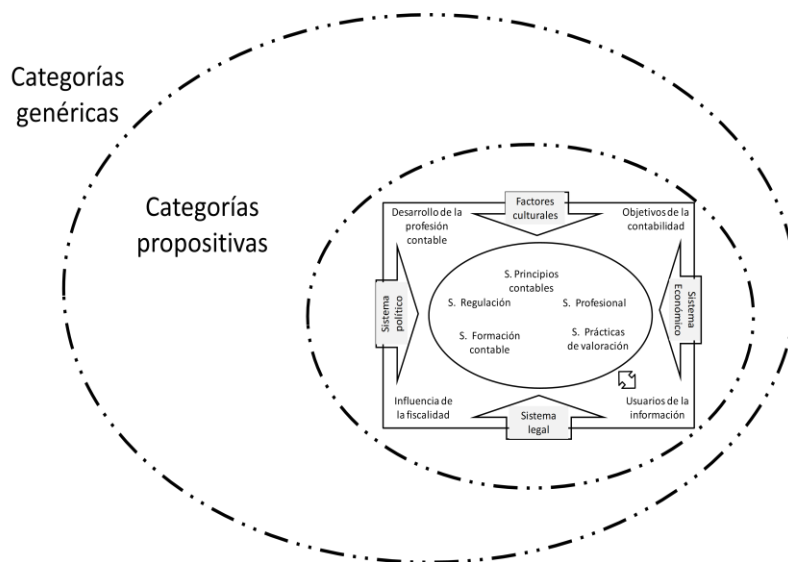 Categorías
genéricas
Categorías
propositivas
Factores
culturales
Desarrollo de la
profesión
contable
Objetivos de la
contabilidad
S. Principios
contables
S. Regulación
S. Profesional
S. Formación
contable
S. Prácticas
de valoración
Sistema
político
Sistema
Económico
Influencia de
la fiscalidad
Usuarios de la
información
Sistema
legal